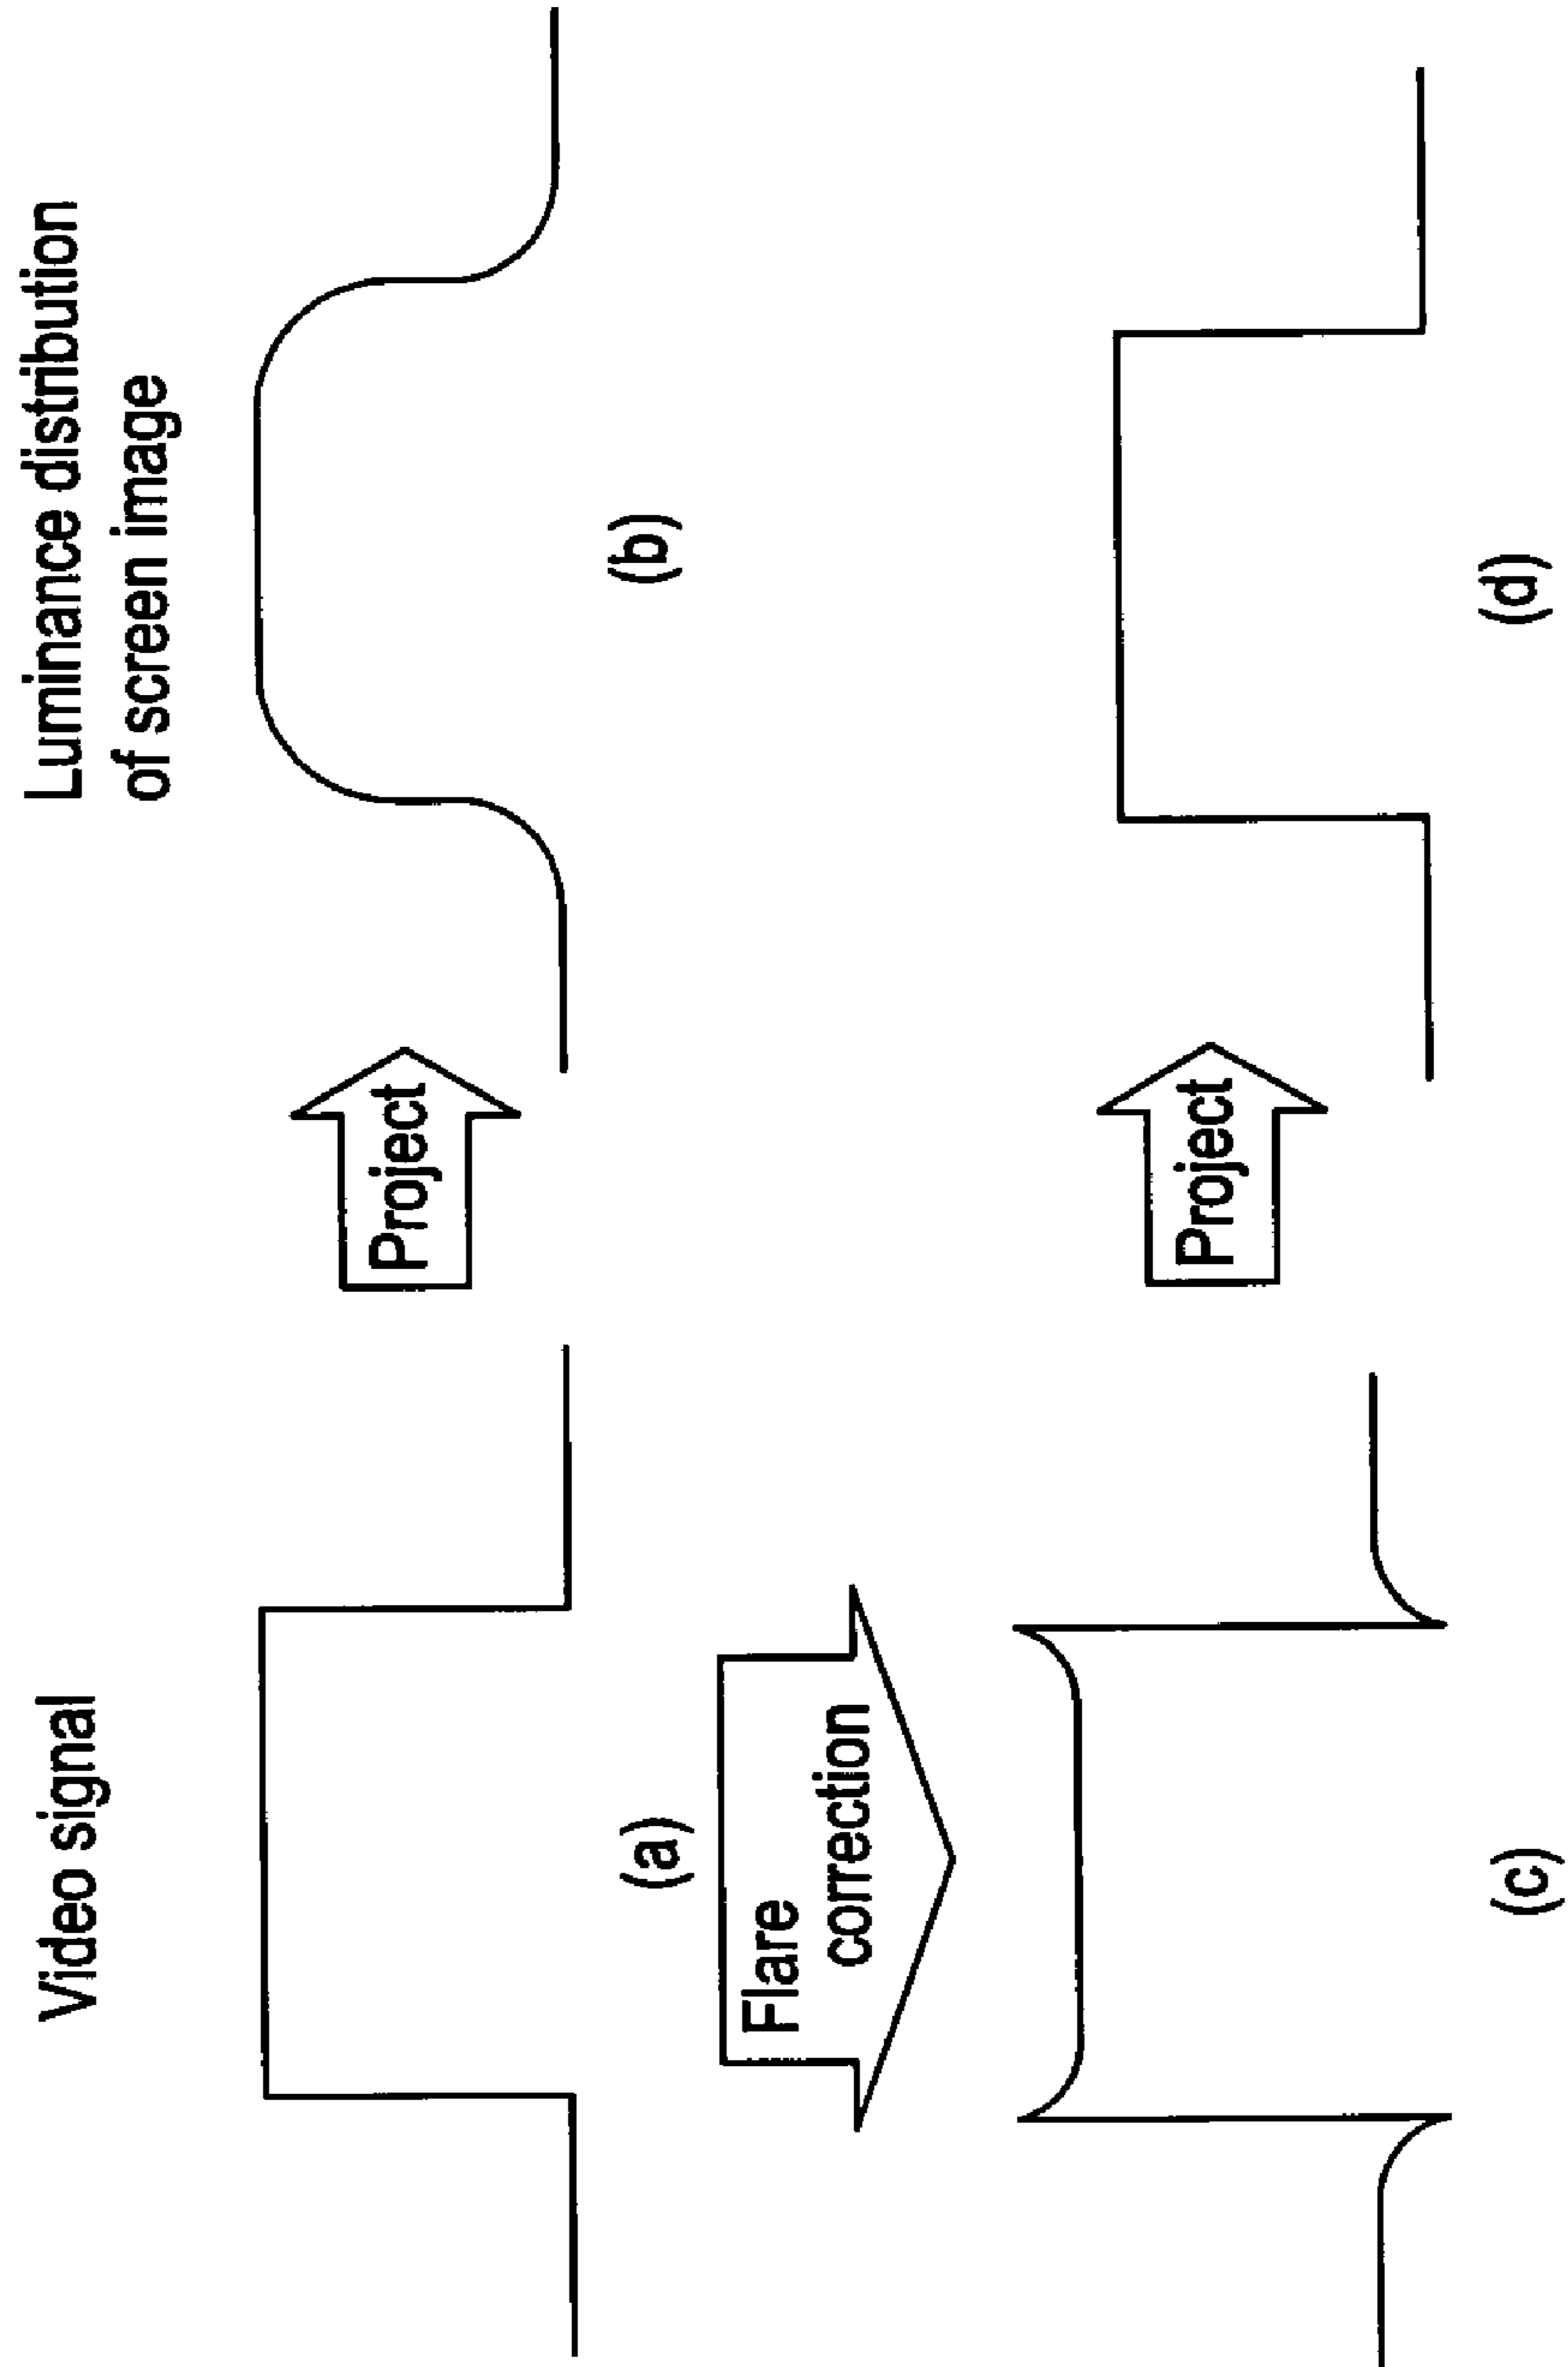 Video signal
Luminance distribution
of screen image
Project
(a)
(b)
Flare
correction
Project
(c)
(d)